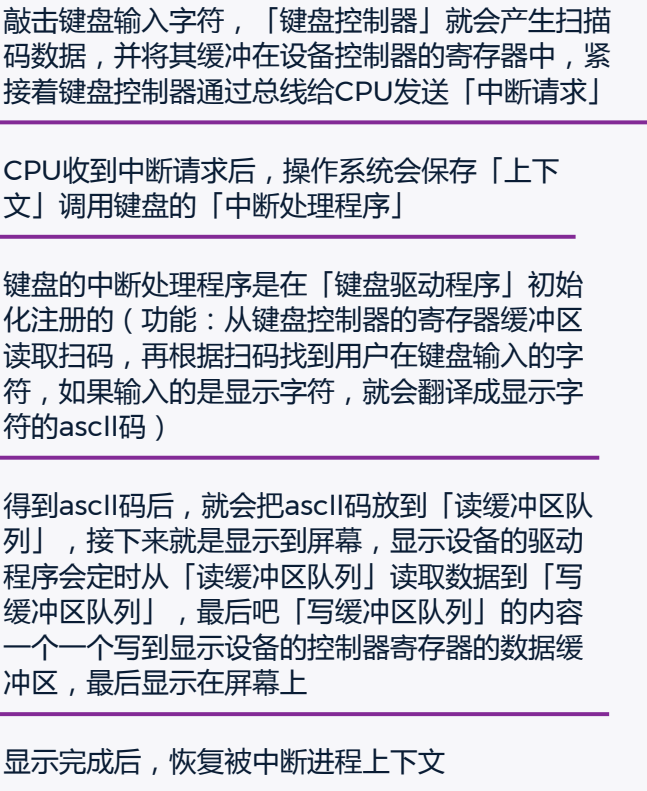 敲击键盘输入字符，「键盘控制器」就会产生扫描
码数据，并将其缓冲在设备控制器的寄存器中，紧
接着键盘控制器通过总线给CPU发送「中断请求」
CPU收到中断请求后，操作系统会保存「上下
文」调用键盘的「中断处理程序」
键盘的中断处理程序是在「键盘驱动程序」初始
化注册的（功能：从键盘控制器的寄存器缓冲区
读取扫码，再根据扫码找到用户在键盘输入的字
符，如果输入的是显示字符，就会翻译成显示字
符的ascll码）
得到ascll码后，就会把ascll码放到「读缓冲区队
列」，接下来就是显示到屏幕，显示设备的驱动
程序会定时从「读缓冲区队列」读取数据到「写
缓冲区队列」，最后吧「写缓冲区队列」的内容
一个一个写到显示设备的控制器寄存器的数据缓
冲区，最后显示在屏幕上
显示完成后，恢复被中断进程上下文